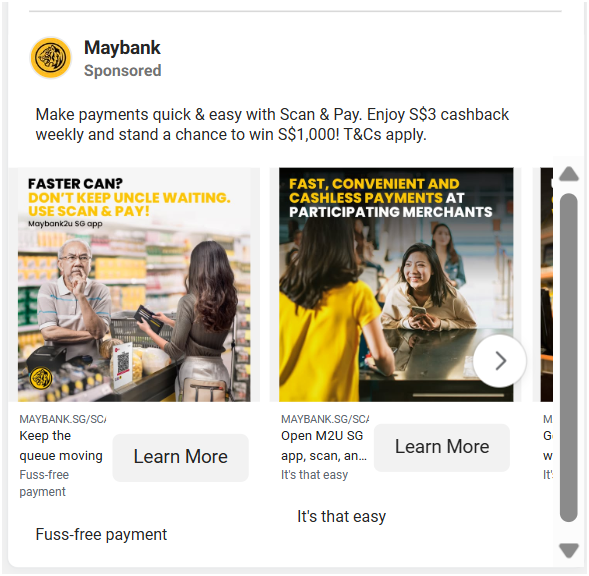 Maybank
Sponsored
Make payments quick & easy with Scan & Pay. Enjoy S$3 cashback
weekly and stand a chance to win S$1,000! T&Cs apply.
FASTER CAN?
DON'T KEEP UNCLE WAITING.
USE SCAN & PAY!
Maybank2u SG app
FAST, CONVENIENT AND
CASHLESS PAYMENTS AT
PARTICIPATING MERCHANTS
MAYBANK.SG/SCA
Keep the
queue moving
Fuss-free
payment
Learn More
Fuss-free payment
MAYBANK.SG/SCA
Open M2U SG
app, scan, an...
It's that easy
Learn More
It's that easy